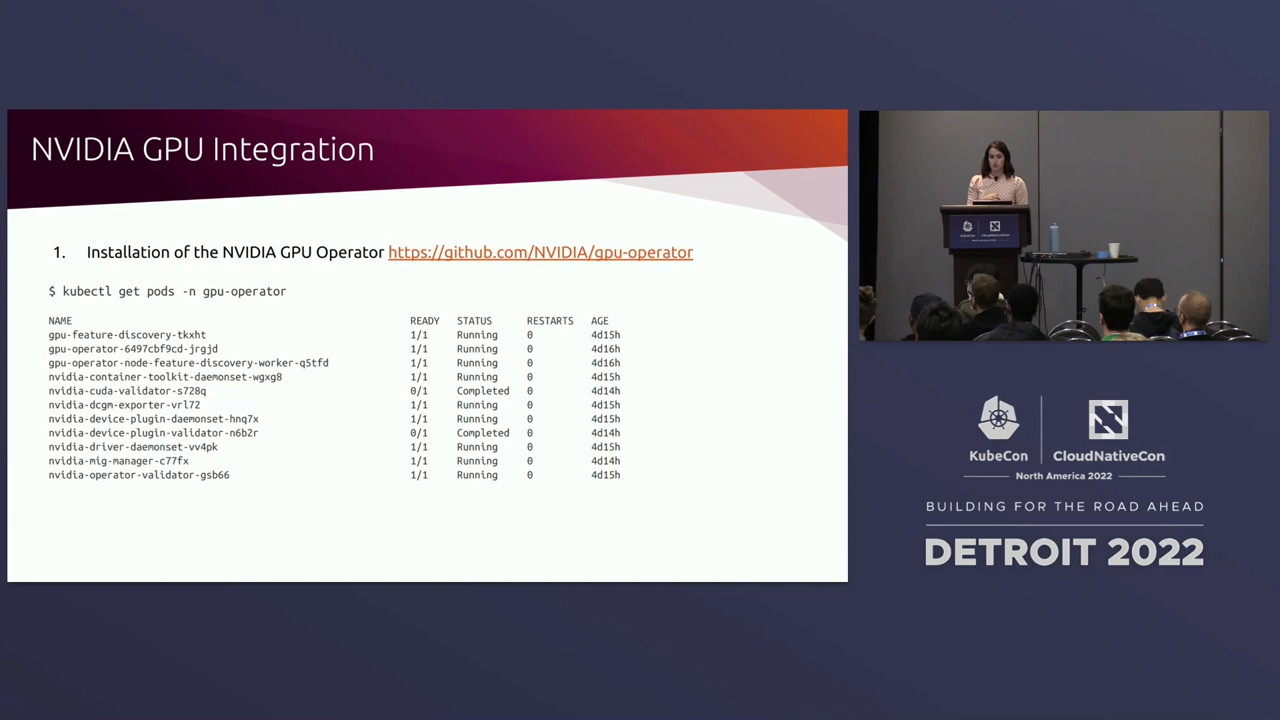 NVIDIA GPU Integration
1. Installation of the NVIDIA GPU Operator https://github.com/NVIDIA/gpu-operator
$ kubectl get pods -n gpu-operator
NAME READY STATUS RESTARTS AGE
gpu-feature-discovery-tkxht 1/1 Running 0 4d15h
gpu-operator-6497cbf9cd-jrgjd 1/1 Running 0 4d16h
gpu-operator-node-feature-discovery-worker-q5tfd 1/1 Running 0 4d16h
nvidia-container-toolkit-daemonset-wgxg8 1/1 Running 0 4d15h
nvidia-cuda-validator-s728q 0/1 Completed 0 4d14h
nvidia-dcgm-exporter-vrl72 1/1 Running 0 4d15h
nvidia-device-plugin-daemonset-hnq7x 1/1 Running 0 4d15h
nvidia-device-plugin-validator-n6b2r 0/1 Completed 0 4d14h
nvidia-driver-daemonset-vv4pk 1/1 Running 0 4d15h
nvidia-mig-manager-c77fx 1/1 Running 0 4d14h
nvidia-operator-validator-gsb66 1/1 Running 0 4d15h
KubeCon CloudNativeCon
KubeCon CloudNativeCon
North America 2022
BUILDING FOR THE ROAD AHEAD
DETROIT 2022